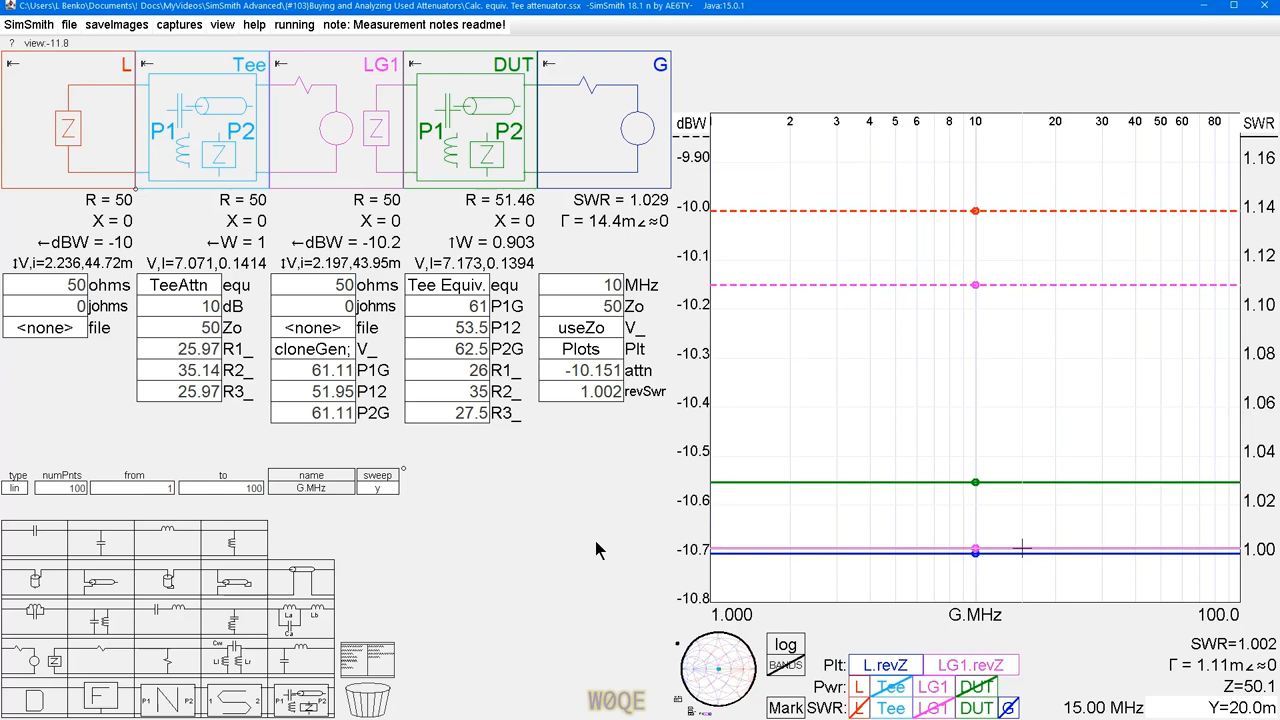 C:\Users\L Benko\Documents\! Docs\MyVideos\SimSmith Advanced\(#103)Buying and Analyzing Used Attenuators\Calc. equiv. Tee attenuator.ssx -SimSmith 18.1 n by AE6TY- Java:15.0.1
SimSmith file saveImages captures view help running note: Measurement notes readme!
? view:-11.8
L Tee LG1 DUT G
Z P1 P2 Z Z P1 P2 Z
R = 50 R = 50 R = 50 R = 51.46 SWR = 1.029
X = 0 X = 0 X = 0 X = 0 Γ = 14.4m∠≈0
←dBW = -10 ←W = 1 ←dBW = -10.2 ↑W = 0.903
↕V,i=2.236,44.72m V,I=7.071,0.1414 ↕V,i=2.197,43.95m V,I=7.173,0.1394
50 ohms TeeAttn equ 50 ohms Tee Equiv. equ 10 MHz
0 johms 10 dB 0 johms 61 P1G 50 Zo
<none> file 50 Zo <none> file 53.5 P12 useZo V_
25.97 R1_ cloneGen; V_ 62.5 P2G Plots Plt
35.14 R2_ 61.11 P1G 26 R1_ -10.151 attn
25.97 R3_ 51.95 P12 35 R2_ 1.002 revSwr
61.11 P2G 27.5 R3_
type numPnts from to name sweep
lin 100 1 100 G.MHz y
La Lb
Ca
Cw
Ll Lr
D F P1 N P2 S P1 P2
dBW 2 3 4 5 6 8 10 20 30 40 50 60 80 SWR
-9.90 1.16
-10.0 1.14
-10.1 1.12
-10.2 1.10
-10.3 1.08
-10.4 1.06
-10.5 1.04
-10.6 1.02
-10.7 1.00
-10.8
1.000 G.MHz 100.0
log
BANDS
Mark
Plt: L.revZ LG1.revZ
Pwr: L Tee LG1 DUT
SWR: L Tee LG1 DUT G
SWR=1.002
Γ = 1.11m∠≈0
Z=50.1
15.00 MHz Y=20.0m
W0QE